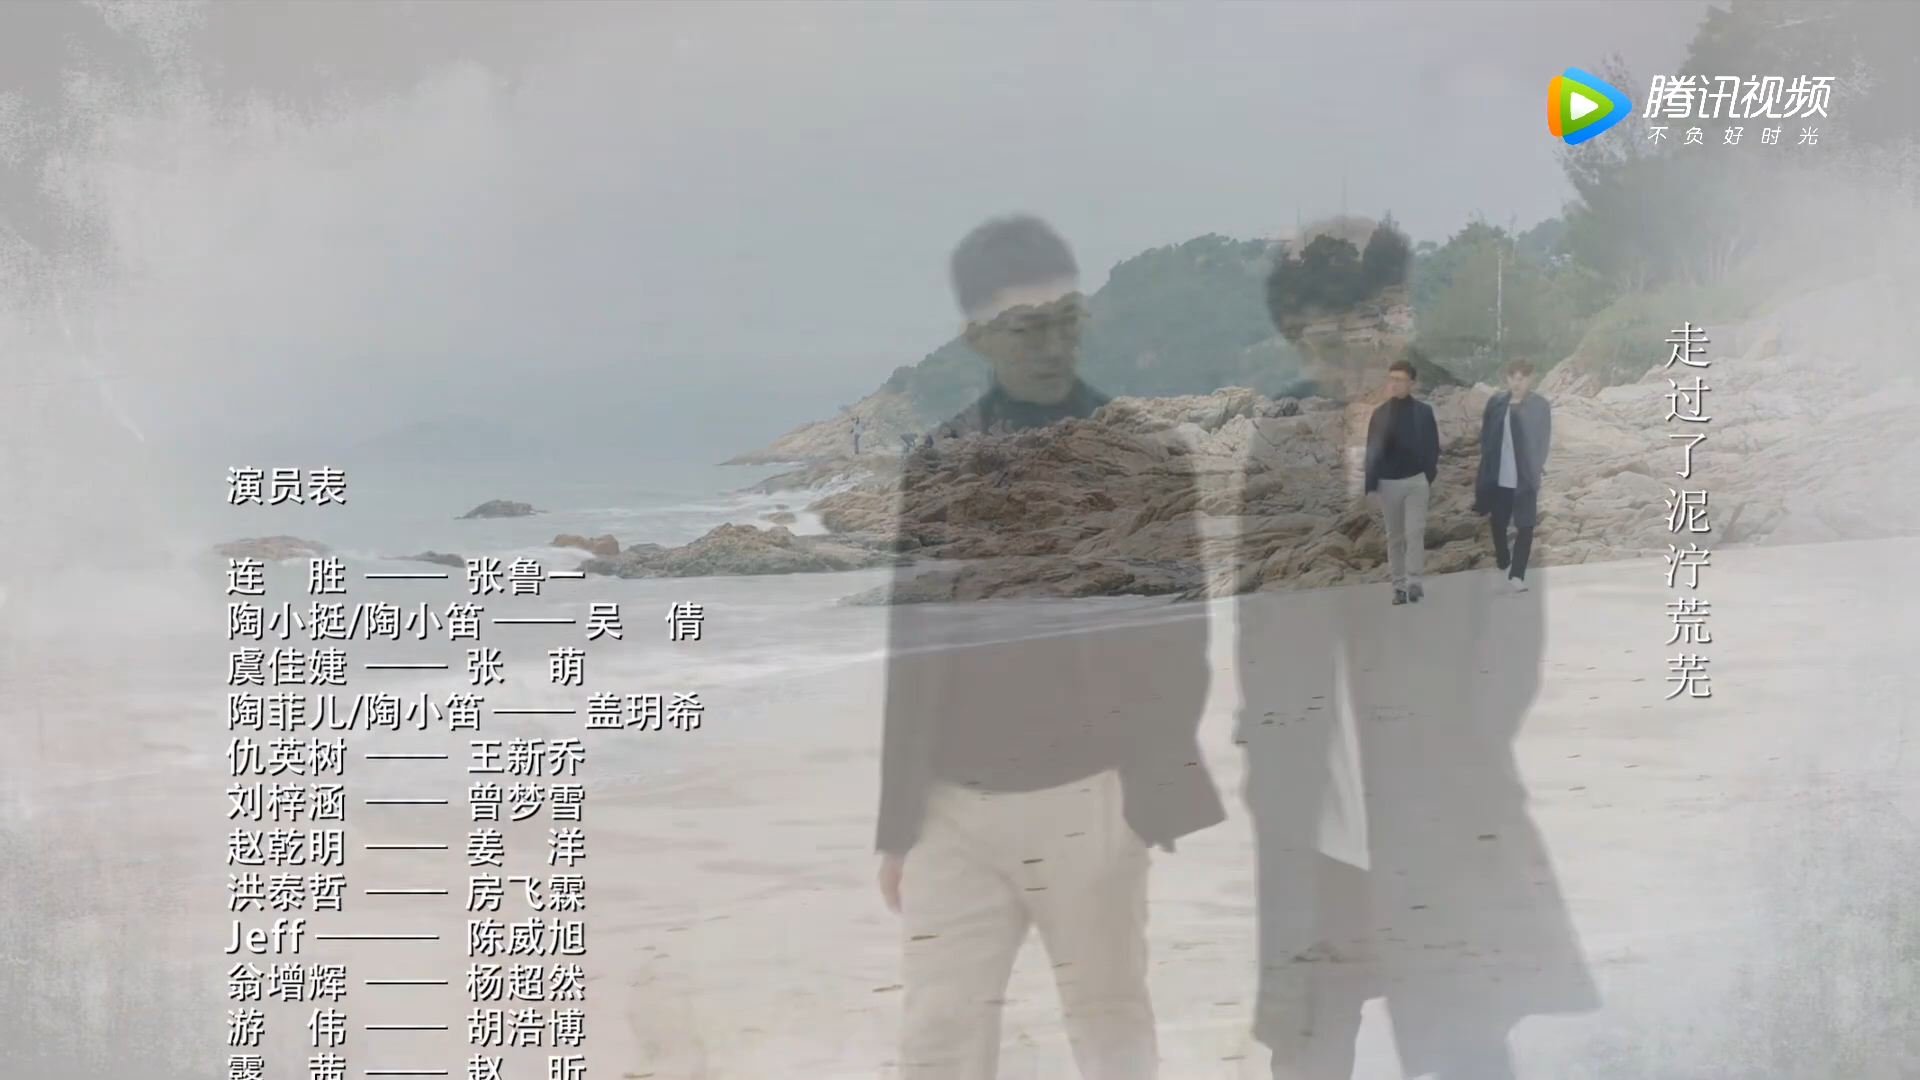 腾讯视频
不负好时光
走过了泥泞荒芜
演员表
连 胜 —— 张鲁一
陶小挺/陶小笛 —— 吴 倩
虞佳婕 —— 张 萌
陶菲儿/陶小笛 —— 盖玥希
仇英树 —— 王新乔
刘梓涵 —— 曾梦雪
赵乾明 —— 姜 洋
洪泰哲 —— 房飞霖
Jeff ——— 陈威旭
翁增辉 —— 杨超然
游 伟 —— 胡浩博
露 茜 —— 赵 昕